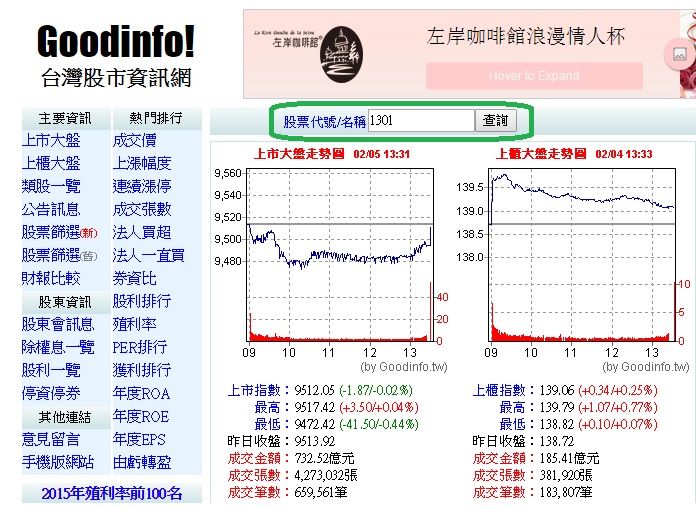 Goodinfo!
台灣股市資訊網
La Rive Gauche de la Seine
左岸咖啡館
左岸咖啡館浪漫情人杯
Hover to Expand
股票代號/名稱 1301 查詢
主要資訊 熱門排行
上市大盤 成交價
上櫃大盤 上漲幅度
類股一覽 連續漲停
公告訊息 成交張數
股票篩選(新) 法人買超
股票篩選(舊) 法人一直買
財報比較 券資比
股東資訊 股利排行
股東會訊息 殖利率
除權息一覽 PER排行
股利一覽 獲利排行
停資停券 年度ROA
其他連結 年度ROE
意見留言 年度EPS
手機版網站 由虧轉盈
2015年殖利率前100名
上市大盤走勢圖 02/05 13:31
9,560
9,540
9,520
9,500
9,480
40
20
0
09 10 11 12 13
(by Goodinfo.tw)
上市指數：9512.05 (-1.87/-0.02%)
最高：9517.42 (+3.50/+0.04%)
最低：9472.42 (-41.50/-0.44%)
昨日收盤：9513.92
成交金額：732.52億元
成交張數：4,273,032張
成交筆數：659,561筆
上櫃大盤走勢圖 02/04 13:33
139.5
139.0
138.5
138.0
10
5
0
09 10 11 12 13
(by Goodinfo.tw)
上櫃指數：139.06 (+0.34/+0.25%)
最高：139.79 (+1.07/+0.77%)
最低：138.82 (+0.10/+0.07%)
昨日收盤：138.72
成交金額：185.41億元
成交張數：381,920張
成交筆數：183,807筆